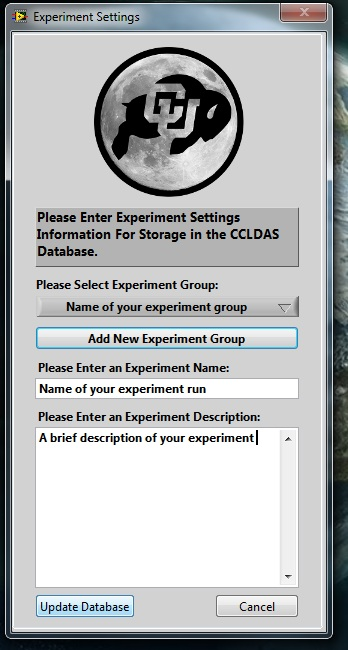 Experiment Settings
CU
Please Enter Experiment Settings
Information For Storage in the CCLDAS
Database.
Please Select Experiment Group:
Name of your experiment group
Add New Experiment Group
Please Enter an Experiment Name:
Name of your experiment run
Please Enter an Experiment Description:
A brief description of your experiment
Update Database
Cancel